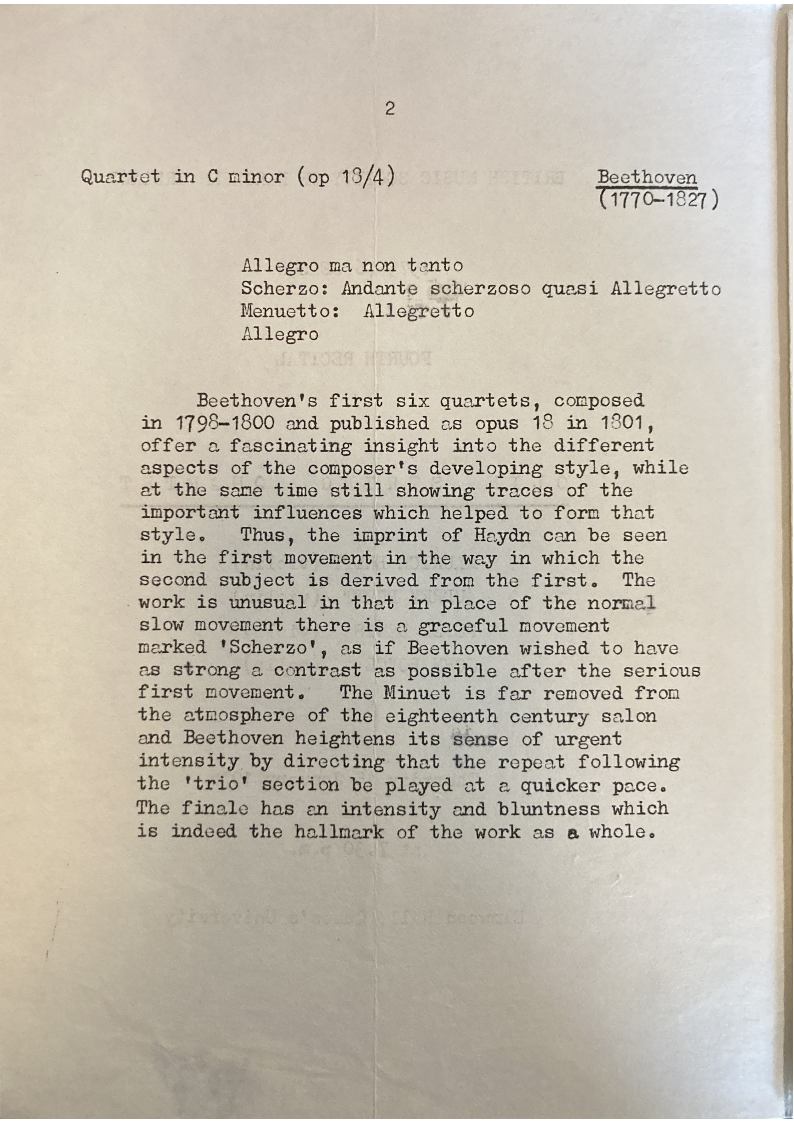 2
Quartet in C minor (op 18/4) Beethoven
(1770-1827)
Allegro ma non tanto
Scherzo: Andante scherzoso quasi Allegretto
Menuetto: Allegretto
Allegro
Beethoven's first six quartets, composed
in 1798-1800 and published as opus 18 in 1801,
offer a fascinating insight into the different
aspects of the composer's developing style, while
at the same time still showing traces of the
important influences which helped to form that
style. Thus, the imprint of Haydn can be seen
in the first movement in the way in which the
second subject is derived from the first. The
work is unusual in that in place of the normal
slow movement there is a graceful movement
marked 'Scherzo', as if Beethoven wished to have
as strong a contrast as possible after the serious
first movement. The Minuet is far removed from
the atmosphere of the eighteenth century salon
and Beethoven heightens its sense of urgent
intensity by directing that the repeat following
the 'trio' section be played at a quicker pace.
The finale has an intensity and bluntness which
is indeed the hallmark of the work as a whole.